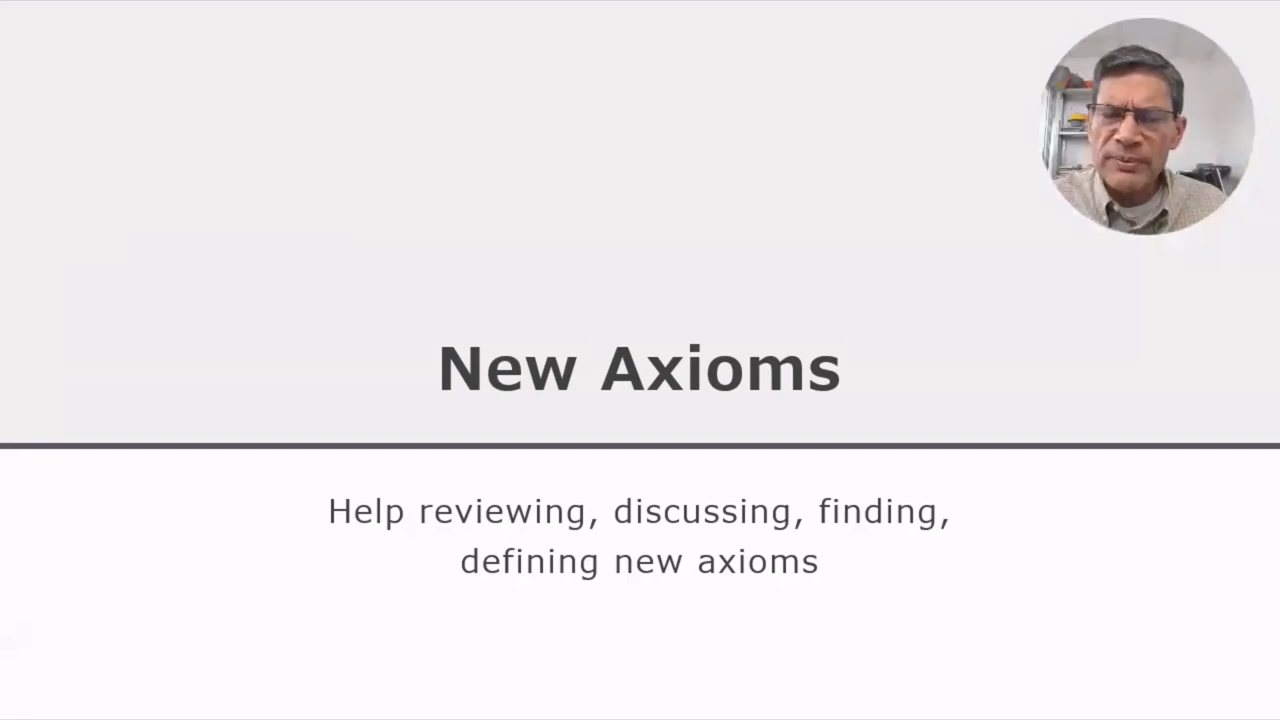 New Axioms
Help reviewing, discussing, finding,
defining new axioms